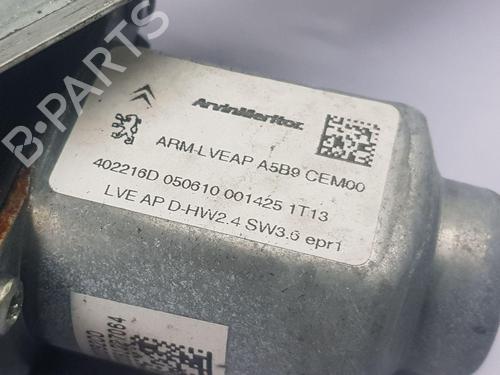 B-PARTS
ArvinMeritor
ARM-LVEAP A5B9 CEM00
402216D 050610 001425 1T13
LVE AP D-HW2.4 SW3.6 epr1